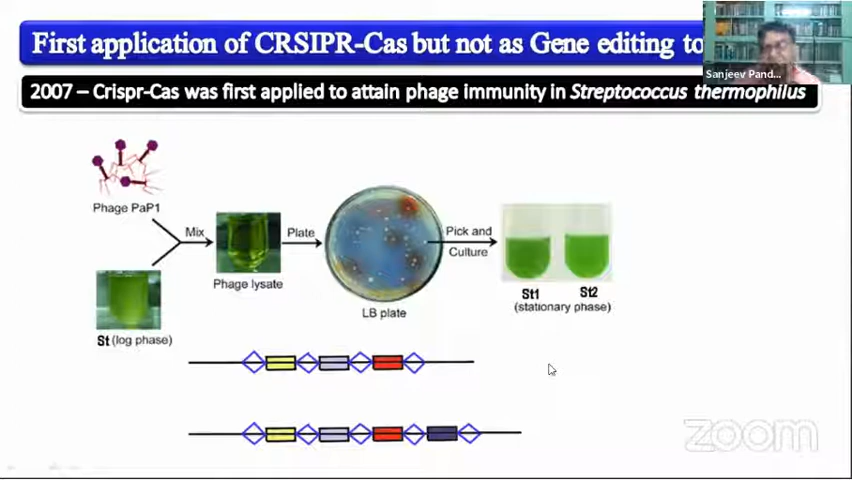 First application of CRSIPR-Cas but not as Gene editing to
Sanjeev Pand...
2007 – Crispr-Cas was first applied to attain phage immunity in Streptococcus thermophilus
Phage PaP1
Mix
Plate
Pick and
Culture
Phage lysate
St1 St2
(stationary phase)
LB plate
St (log phase)
zoom